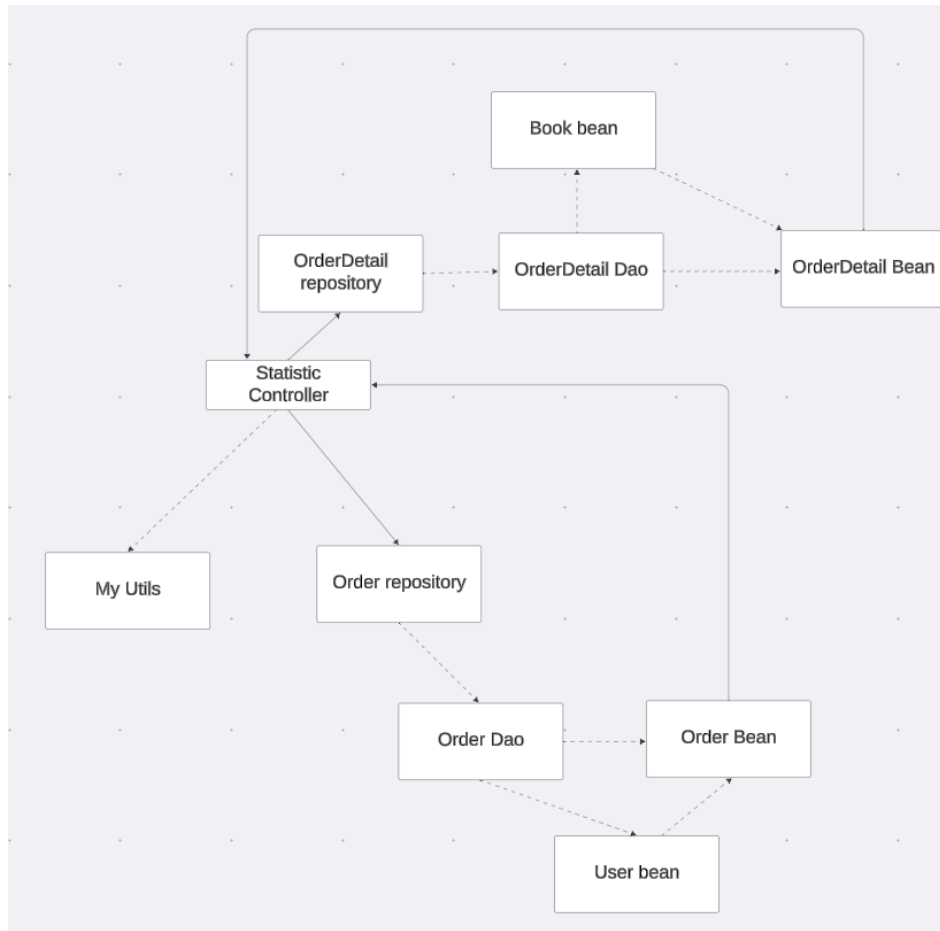 Book bean
OrderDetail
repository
OrderDetail Dao
OrderDetail Bean
Statistic
Controller
My Utils
Order repository
Order Dao
Order Bean
User bean